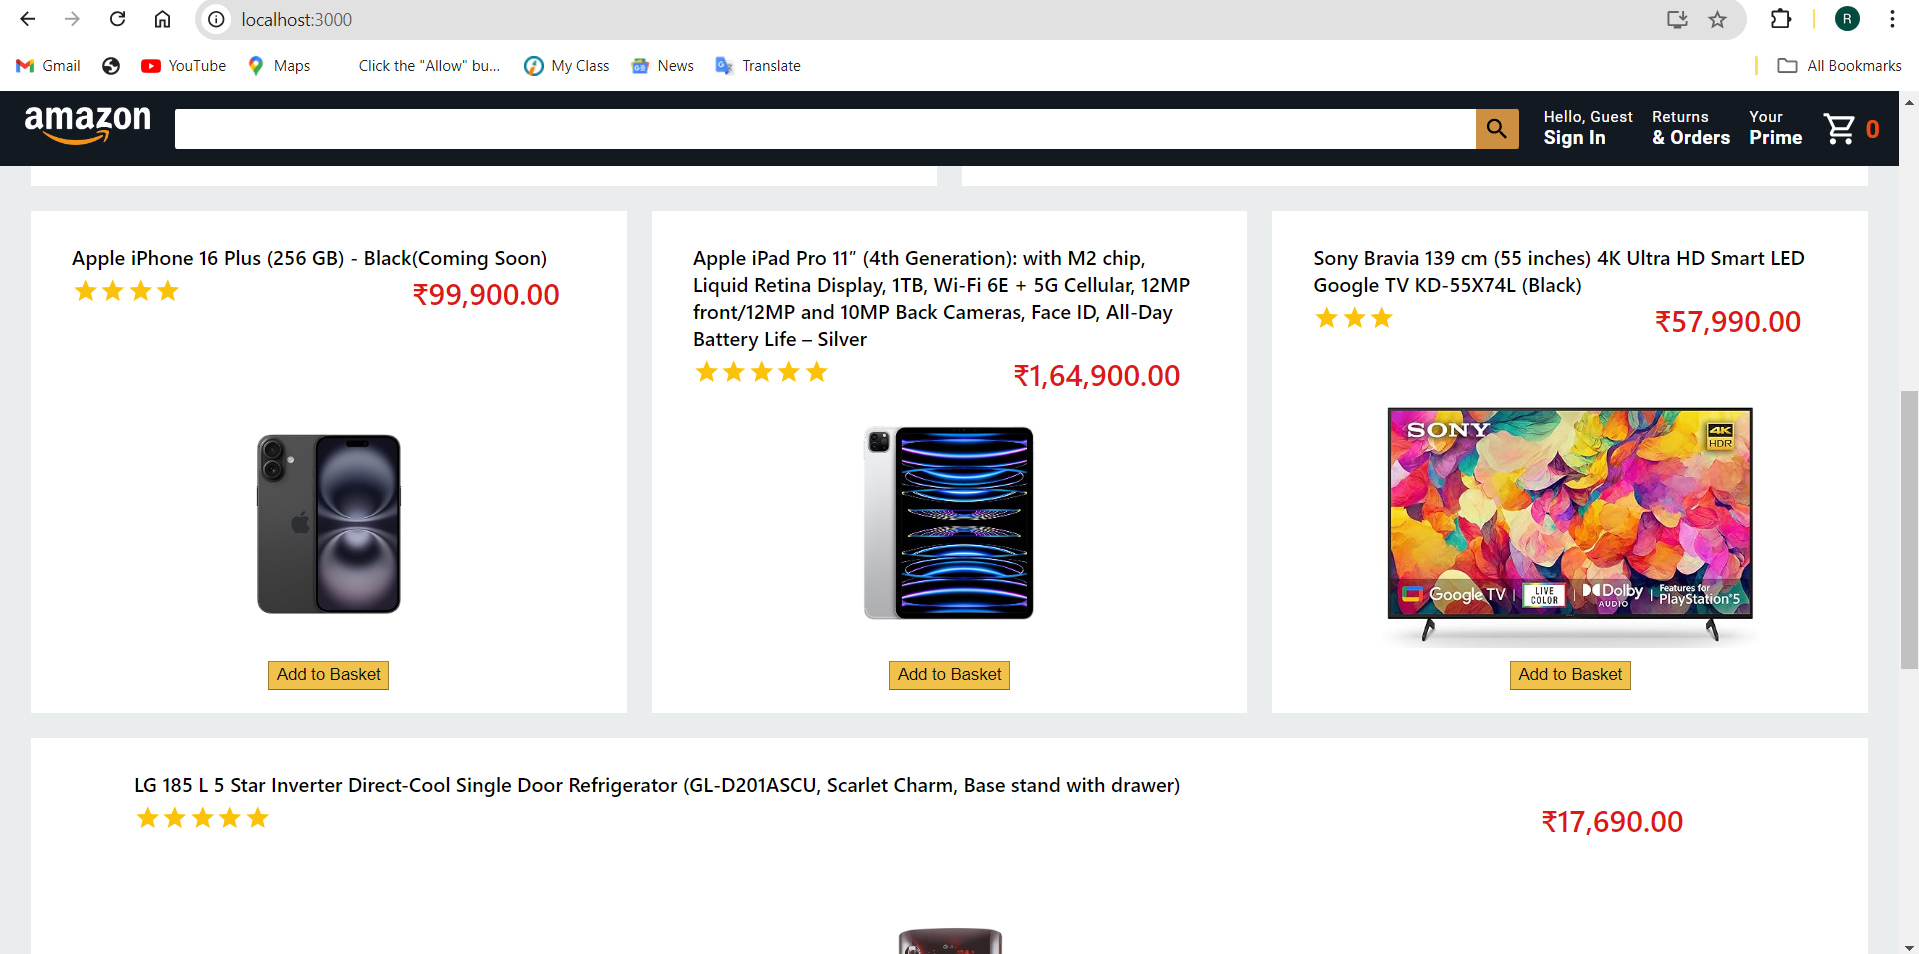 localhost:3000
Gmail
YouTube
Maps
Click the "Allow" bu...
My Class
News
Translate
All Bookmarks
R
amazon
Hello, Guest
Sign In
Returns
& Orders
Your
Prime
0
Apple iPhone 16 Plus (256 GB) - Black(Coming Soon)
₹99,900.00
Add to Basket
Apple iPad Pro 11″ (4th Generation): with M2 chip,
Liquid Retina Display, 1TB, Wi-Fi 6E + 5G Cellular, 12MP
front/12MP and 10MP Back Cameras, Face ID, All-Day
Battery Life – Silver
₹1,64,900.00
Add to Basket
Sony Bravia 139 cm (55 inches) 4K Ultra HD Smart LED
Google TV KD-55X74L (Black)
₹57,990.00
SONY
4K
HDR
Google TV
LIVE
COLOR
Dolby
AUDIO
Features for
PlayStation®5
Add to Basket
LG 185 L 5 Star Inverter Direct-Cool Single Door Refrigerator (GL-D201ASCU, Scarlet Charm, Base stand with drawer)
₹17,690.00